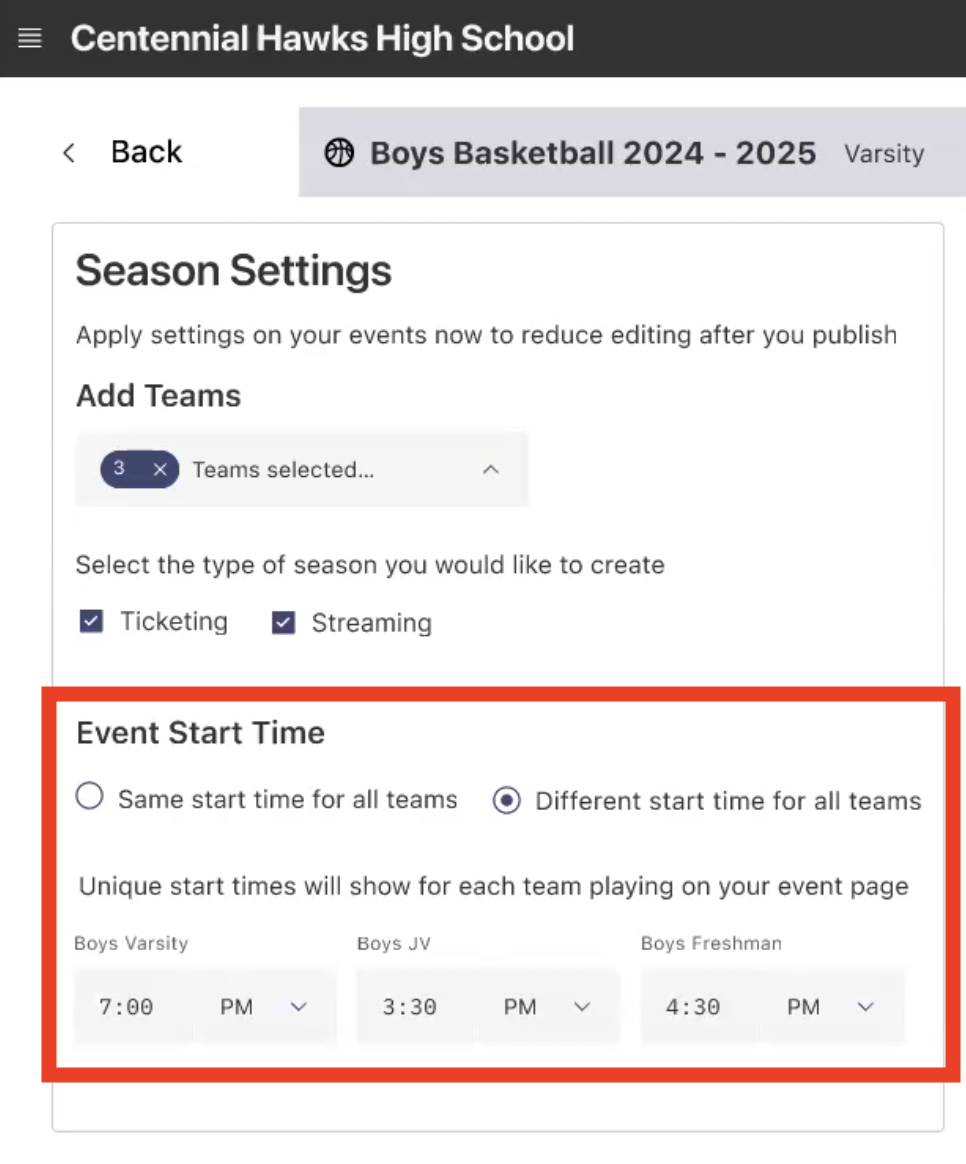 Centennial Hawks High School
Back
Boys Basketball 2024 - 2025 Varsity
Season Settings
Apply settings on your events now to reduce editing after you publish
Add Teams
3 Teams selected...
Select the type of season you would like to create
Ticketing Streaming
Event Start Time
Same start time for all teams Different start time for all teams
Unique start times will show for each team playing on your event page
Boys Varsity Boys JV Boys Freshman
7:00 PM 3:30 PM 4:30 PM